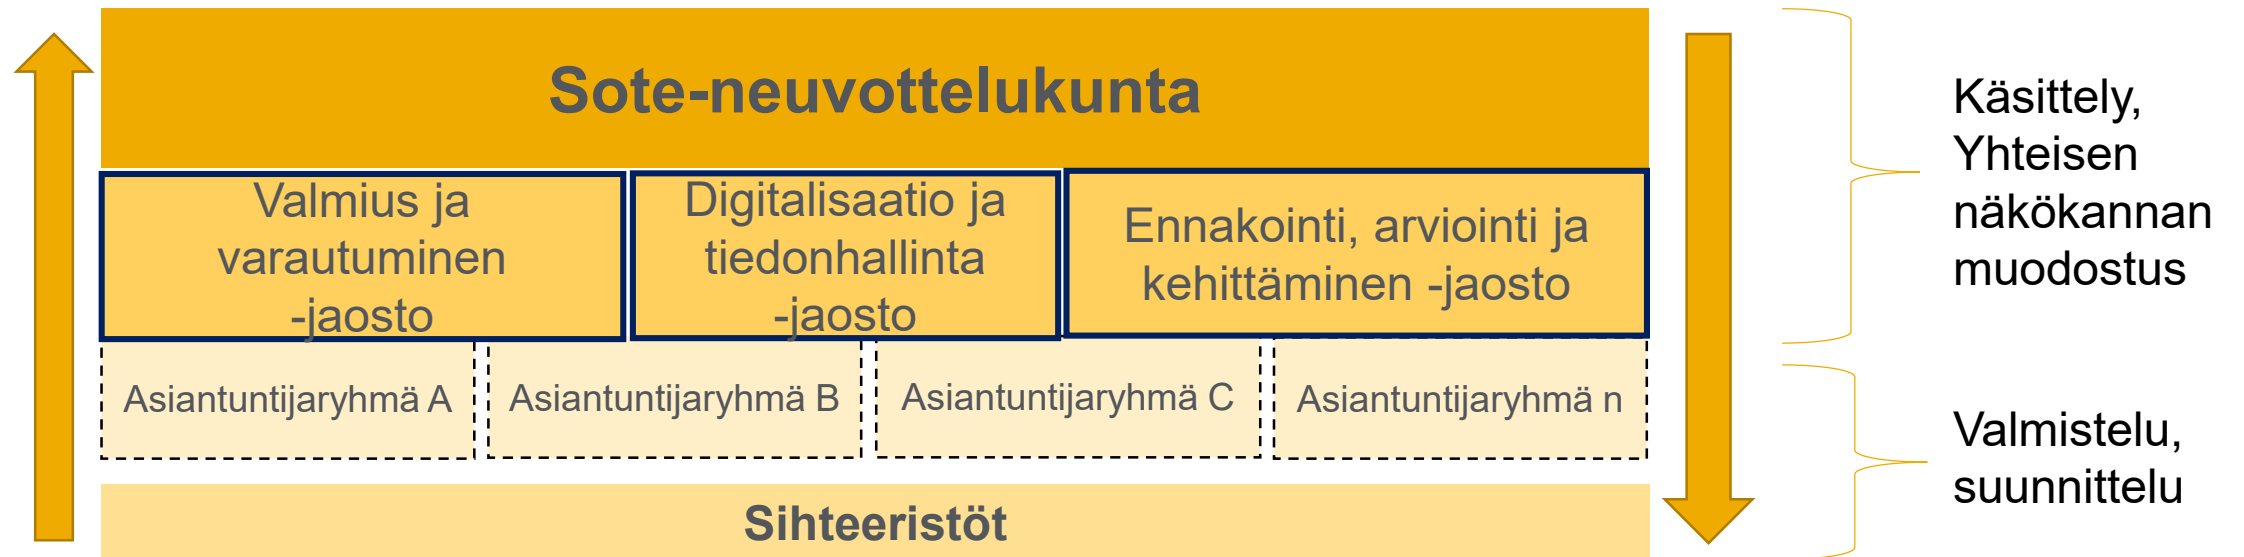 Sote-neuvottelukunta
Valmius ja
varautuminen
-jaosto
Digitalisaatio ja
tiedonhallinta
-jaosto
Ennakointi, arviointi ja
kehittäminen -jaosto
Asiantuntijaryhmä A
Asiantuntijaryhmä B
Asiantuntijaryhmä C
Asiantuntijaryhmä n
Sihteeristöt
Käsittely,
Yhteisen
näkökannan
muodostus
Valmistelu,
suunnittelu